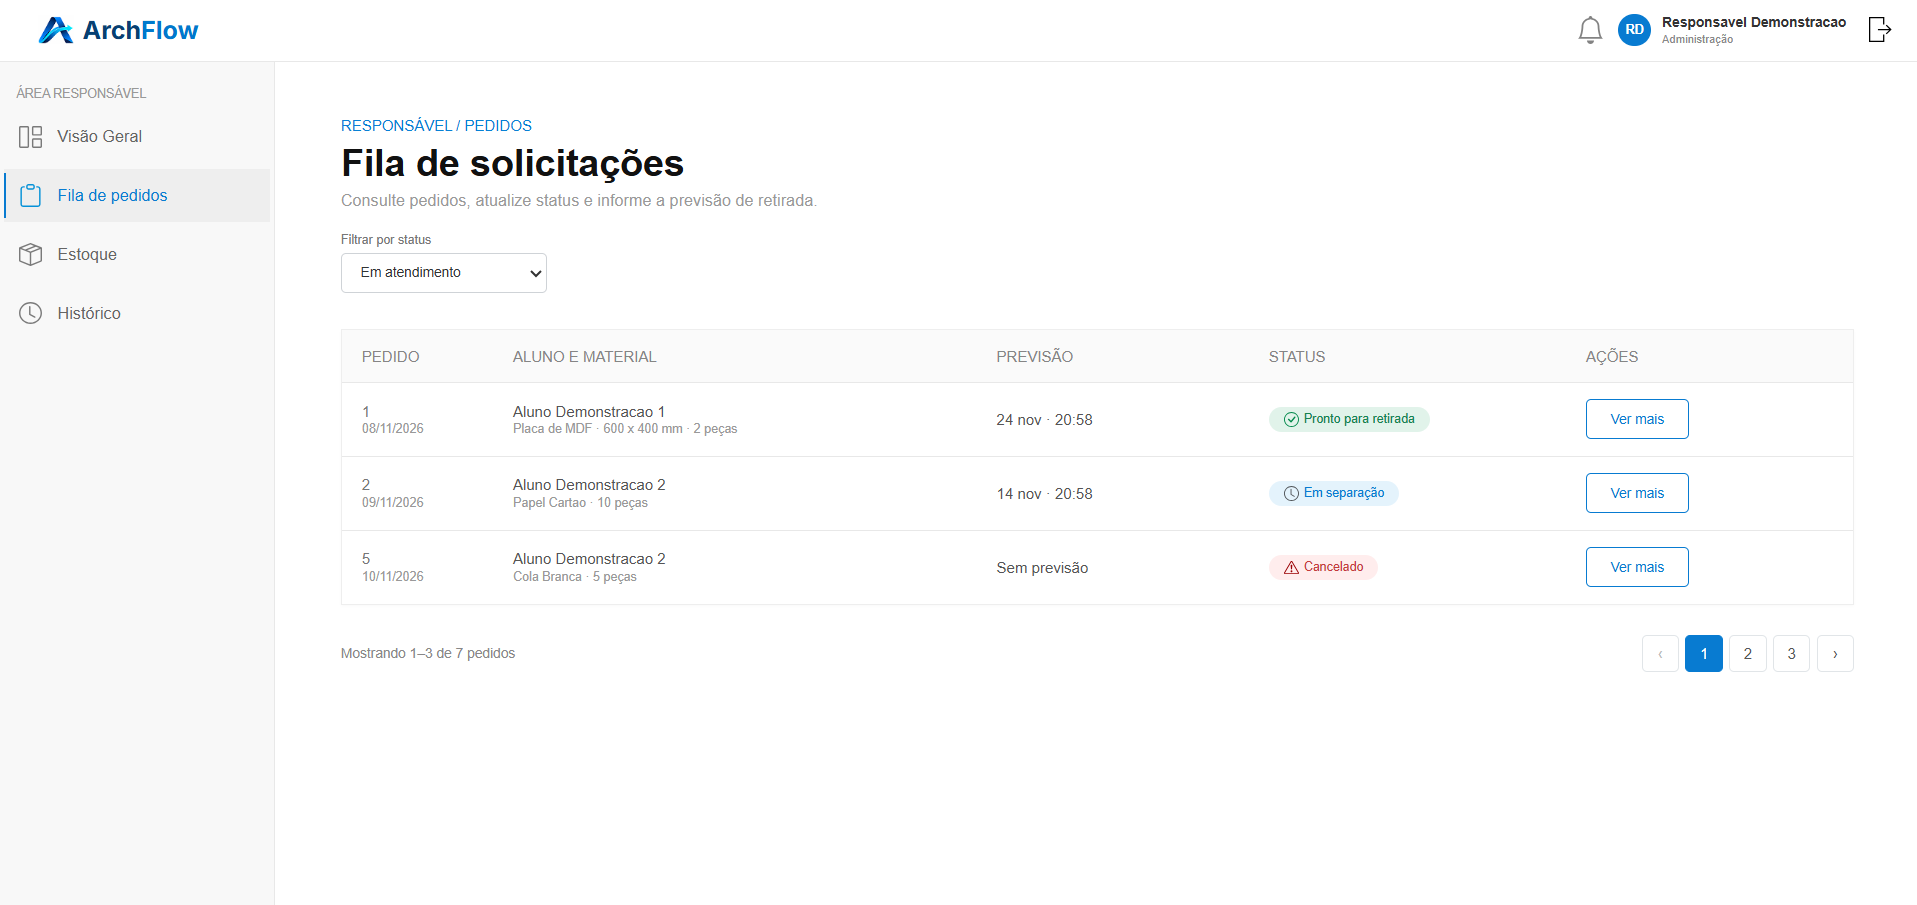 ArchFlow
RD
Responsavel Demonstracao
Administração
ÁREA RESPONSÁVEL
Visão Geral
Fila de pedidos
Estoque
Histórico
RESPONSÁVEL / PEDIDOS
Fila de solicitações
Consulte pedidos, atualize status e informe a previsão de retirada.
Filtrar por status
Em atendimento
PEDIDO ALUNO E MATERIAL PREVISÃO STATUS AÇÕES
1
08/11/2026
Aluno Demonstracao 1
Placa de MDF · 600 x 400 mm · 2 peças
24 nov · 20:58
Pronto para retirada
Ver mais
2
09/11/2026
Aluno Demonstracao 2
Papel Cartao · 10 peças
14 nov · 20:58
Em separação
Ver mais
5
10/11/2026
Aluno Demonstracao 2
Cola Branca · 5 peças
Sem previsão
Cancelado
Ver mais
Mostrando 1–3 de 7 pedidos
‹ 1 2 3 ›